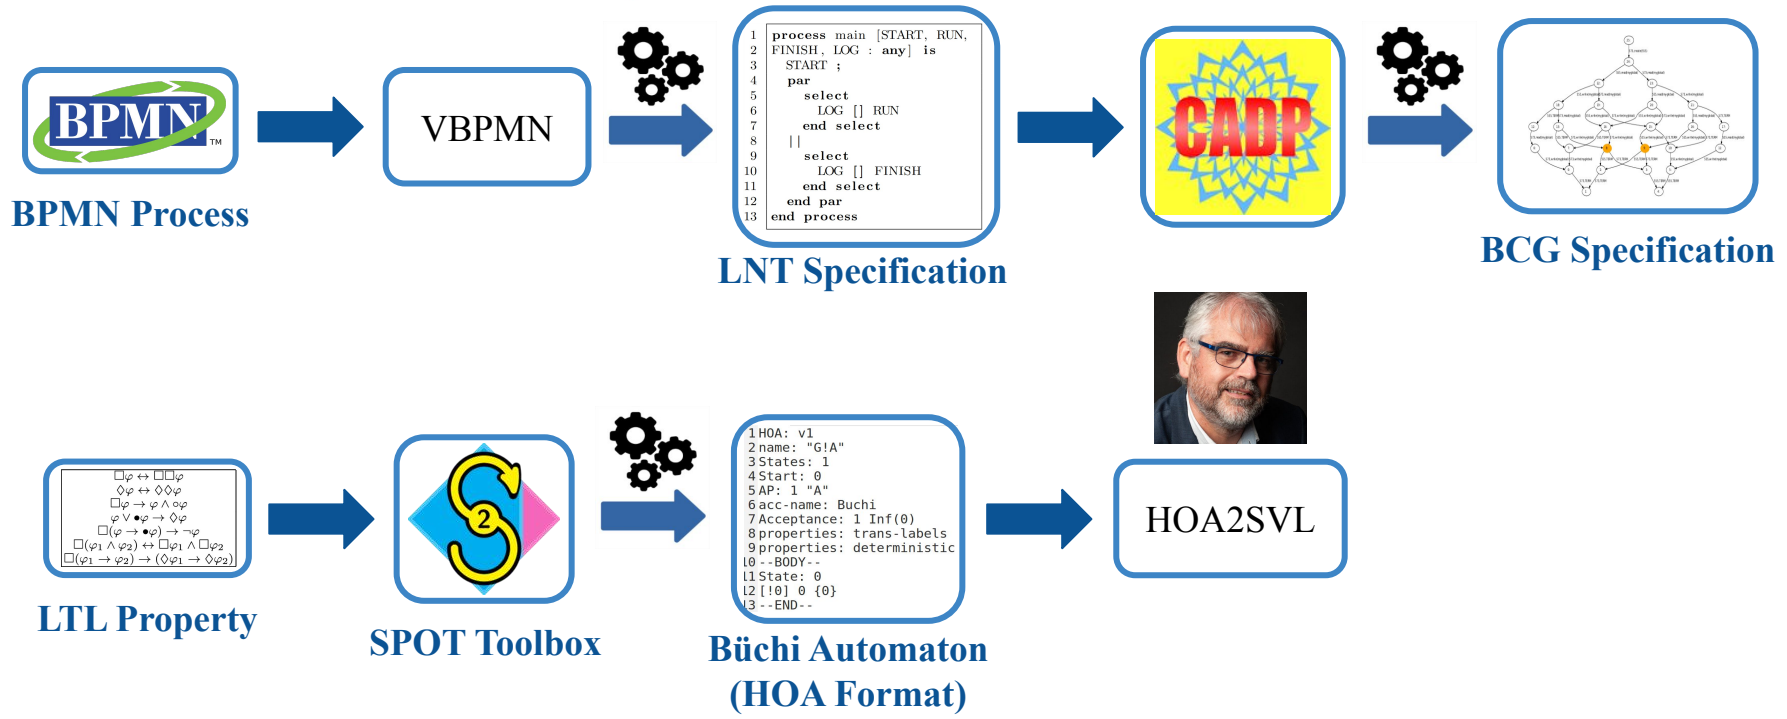 BPMN
TM
BPMN Process
VBPMN
1 process main [START, RUN,
2 FINISH, LOG : any] is
3 START ;
4 par
5 select
6 LOG [] RUN
7 end select
8 ||
9 select
10 LOG [] FINISH
11 end select
12 end par
13 end process
LNT Specification
CADP
BCG Specification
□φ ↔ □□φ
◊φ ↔ ◊◊φ
□φ → φ ∧ ∘φ
φ ∨ •φ → ◊φ
□(φ → •φ) → ¬φ
□(φ₁ ∧ φ₂) ↔ □φ₁ ∧ □φ₂
□(φ₁ → φ₂) → (◊φ₁ → ◊φ₂)
LTL Property
2
SPOT Toolbox
1 HOA: v1
2 name: "G!A"
3 States: 1
4 Start: 0
5 AP: 1 "A"
6 acc-name: Buchi
7 Acceptance: 1 Inf(0)
8 properties: trans-labels
9 properties: deterministic
10 --BODY--
11 State: 0
12 [!0] 0 {0}
13 --END--
Büchi Automaton
(HOA Format)
HOA2SVL